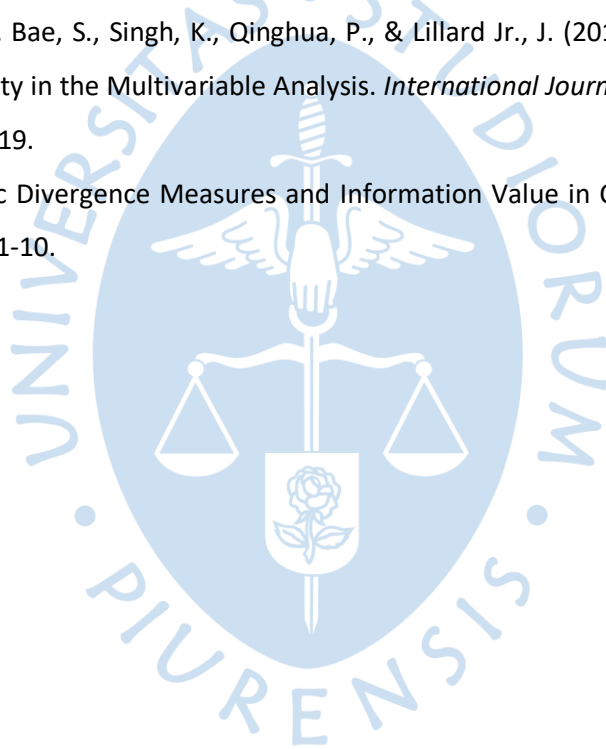 . Bae, S., Singh, K., Qinghua, P., & Lillard Jr., J. (201
ty in the Multivariable Analysis. International Journ
19.
c Divergence Measures and Information Value in C
1-10.
UNIVERSITAS STUDIORUM
PIURENSIS